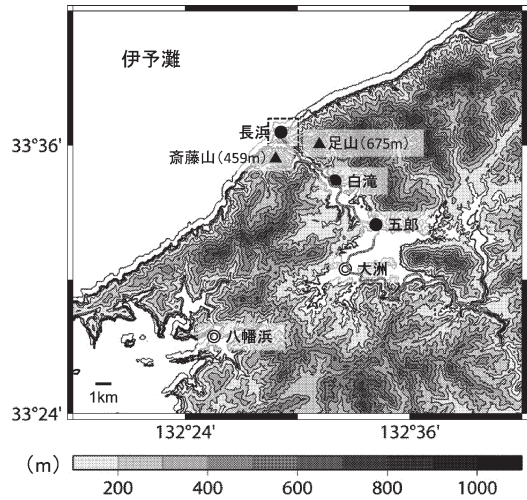 伊予灘
長浜
33°36'
足山(675m)
斎藤山(459m)
白滝
五郎
大洲
八幡浜
1km
33°24'
132°24'
132°36'
(m)
200 400 600 800 1000